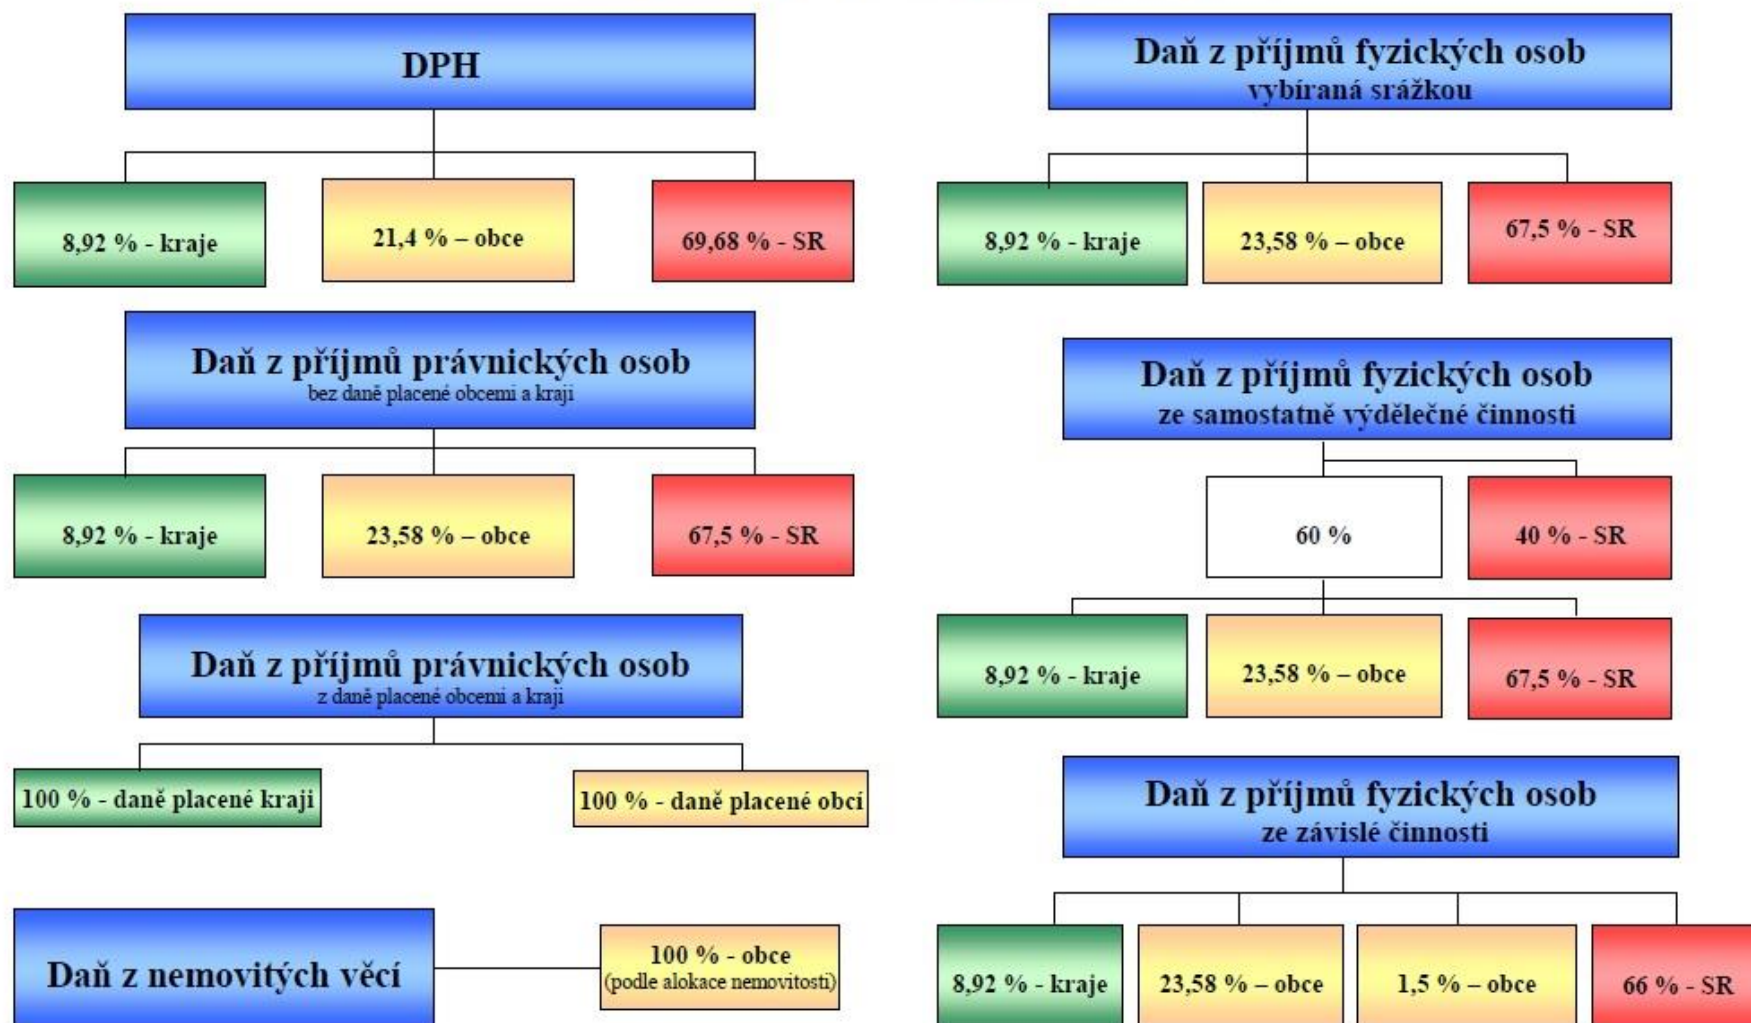 DPH
8,92 % - kraje
21,4 % – obce
69,68 % - SR
Daň z příjmů právnických osob
bez daně placené obcemi a kraji
8,92 % - kraje
23,58 % – obce
67,5 % - SR
Daň z příjmů právnických osob
z daně placené obcemi a kraji
100 % - daně placené kraji
100 % - daně placené obcí
Daň z nemovitých věcí
100 % - obce
(podle alokace nemovitosti)
Daň z příjmů fyzických osob
vybíraná srážkou
8,92 % - kraje
23,58 % – obce
67,5 % - SR
Daň z příjmů fyzických osob
ze samostatně výdělečné činnosti
60 %
40 % - SR
8,92 % - kraje
23,58 % – obce
67,5 % - SR
Daň z příjmů fyzických osob
ze závislé činnosti
8,92 % - kraje
23,58 % – obce
1,5 % – obce
66 % - SR